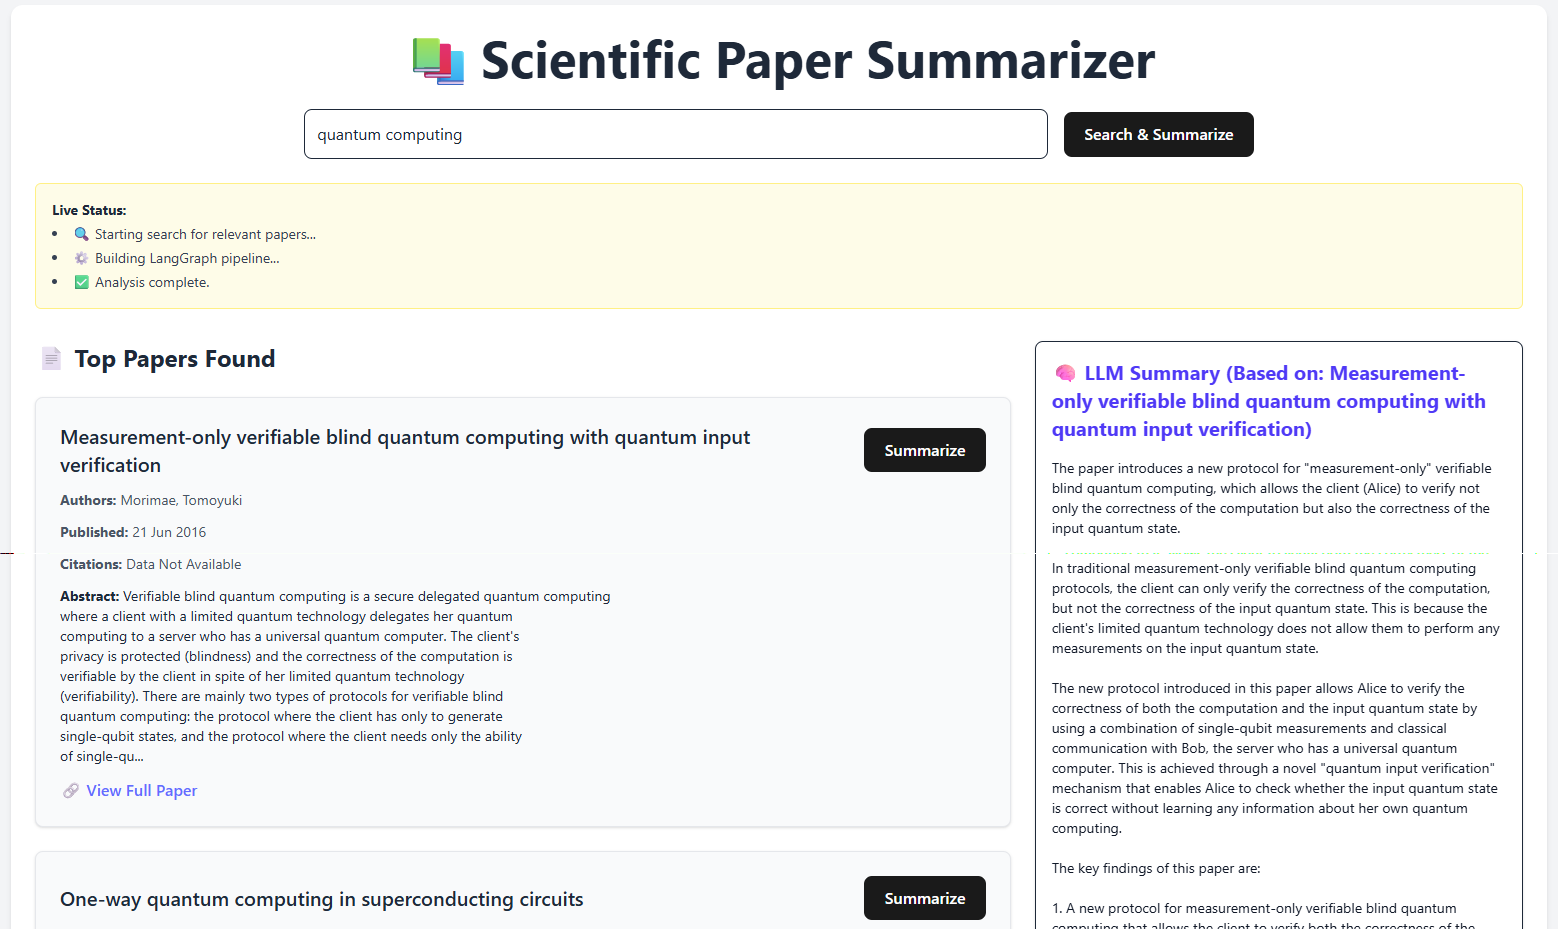 Scientific Paper Summarizer
quantum computing
Search & Summarize
Live Status:
Starting search for relevant papers...
Building LangGraph pipeline...
Analysis complete.
Top Papers Found
Measurement-only verifiable blind quantum computing with quantum input
verification
Summarize
Authors: Morimae, Tomoyuki
Published: 21 Jun 2016
Citations: Data Not Available
Abstract: Verifiable blind quantum computing is a secure delegated quantum computing
where a client with a limited quantum technology delegates her quantum
computing to a server who has a universal quantum computer. The client's
privacy is protected (blindness) and the correctness of the computation is
verifiable by the client in spite of her limited quantum technology
(verifiability). There are mainly two types of protocols for verifiable blind
quantum computing: the protocol where the client has only to generate
single-qubit states, and the protocol where the client needs only the ability
of single-qu...
View Full Paper
One-way quantum computing in superconducting circuits
Summarize
LLM Summary (Based on: Measurement-
only verifiable blind quantum computing with
quantum input verification)
The paper introduces a new protocol for "measurement-only" verifiable
blind quantum computing, which allows the client (Alice) to verify not
only the correctness of the computation but also the correctness of the
input quantum state.
In traditional measurement-only verifiable blind quantum computing
protocols, the client can only verify the correctness of the computation,
but not the correctness of the input quantum state. This is because the
client's limited quantum technology does not allow them to perform any
measurements on the input quantum state.
The new protocol introduced in this paper allows Alice to verify the
correctness of both the computation and the input quantum state by
using a combination of single-qubit measurements and classical
communication with Bob, the server who has a universal quantum
computer. This is achieved through a novel "quantum input verification"
mechanism that enables Alice to check whether the input quantum state
is correct without learning any information about her own quantum
computing.
The key findings of this paper are:
1. A new protocol for measurement-only verifiable blind quantum
computing that allows the client to verify both the correctness of the